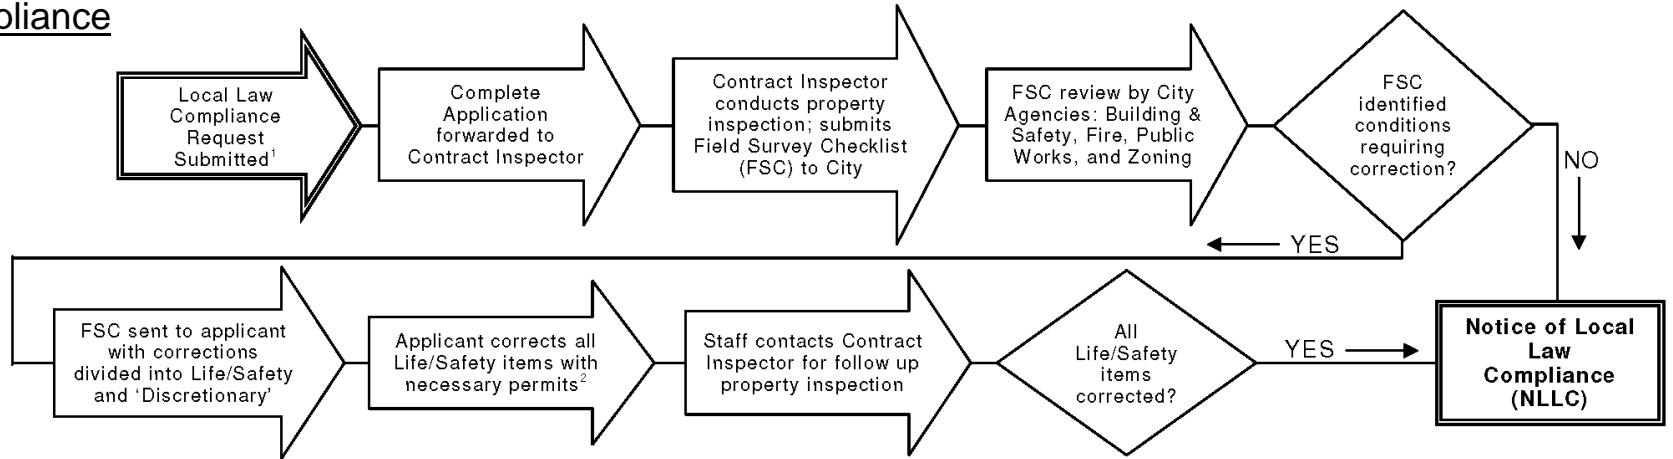 pliance
Local Law
Compliance
Request
Submitted¹
Complete
Application
forwarded to
Contract Inspector
Contract Inspector
conducts property
inspection; submits
Field Survey Checklist
(FSC) to City
FSC review by City
Agencies: Building &
Safety, Fire, Public
Works, and Zoning
FSC
identified
conditions
requiring
correction?
NO
YES
FSC sent to applicant
with corrections
divided into Life/Safety
and ‘Discretionary’
Applicant corrects all
Life/Safety items with
necessary permits²
Staff contacts Contract
Inspector for follow up
property inspection
All
Life/Safety
items
corrected?
YES
Notice of Local
Law
Compliance
(NLLC)